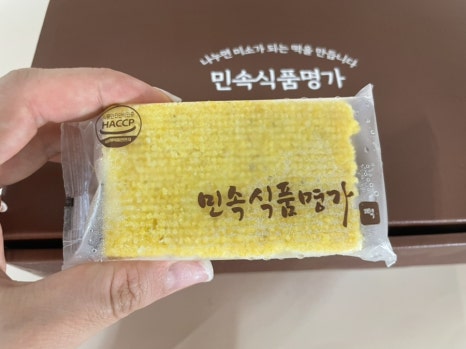 나누면 미소가 되는 떡을 만듭니다
민속식품명가
HACCP
민속식품명가
떡